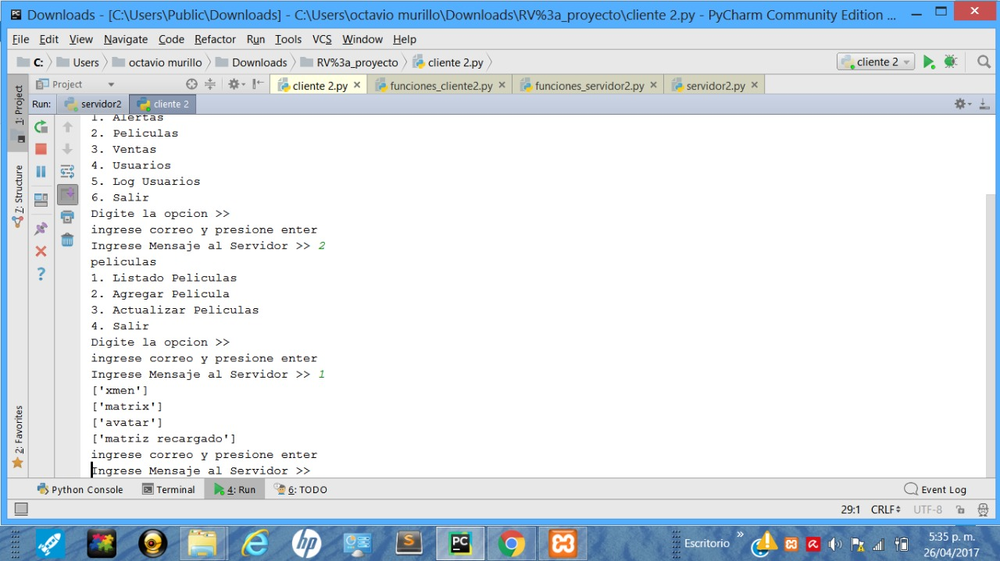 Downloads - [C:\Users\Public\Downloads] - C:\Users\octavio murillo\Downloads\RV%3a_proyecto\cliente 2.py - PyCharm Community Edition ...
File Edit View Navigate Code Refactor Run Tools VCS Window Help
C: Users octavio murillo Downloads RV%3a_proyecto cliente 2.py cliente 2
1: Project
Project cliente 2.py funciones_cliente2.py funciones_servidor2.py servidor2.py
Run: servidor2 cliente 2
1. Alertas
2. Peliculas
3. Ventas
4. Usuarios
5. Log Usuarios
6. Salir
Digite la opcion >>
ingrese correo y presione enter
Ingrese Mensaje al Servidor >> 2
peliculas
1. Listado Peliculas
2. Agregar Pelicula
3. Actualizar Peliculas
4. Salir
Digite la opcion >>
ingrese correo y presione enter
Ingrese Mensaje al Servidor >> 1
['xmen']
['matrix']
['avatar']
['matriz recargado']
ingrese correo y presione enter
Ingrese Mensaje al Servidor >>
7: Structure
2: Favorites
Python Console Terminal 4: Run 6: TODO Event Log
29:1 CRLF UTF-8
Escritorio »
5:35 p. m.
26/04/2017